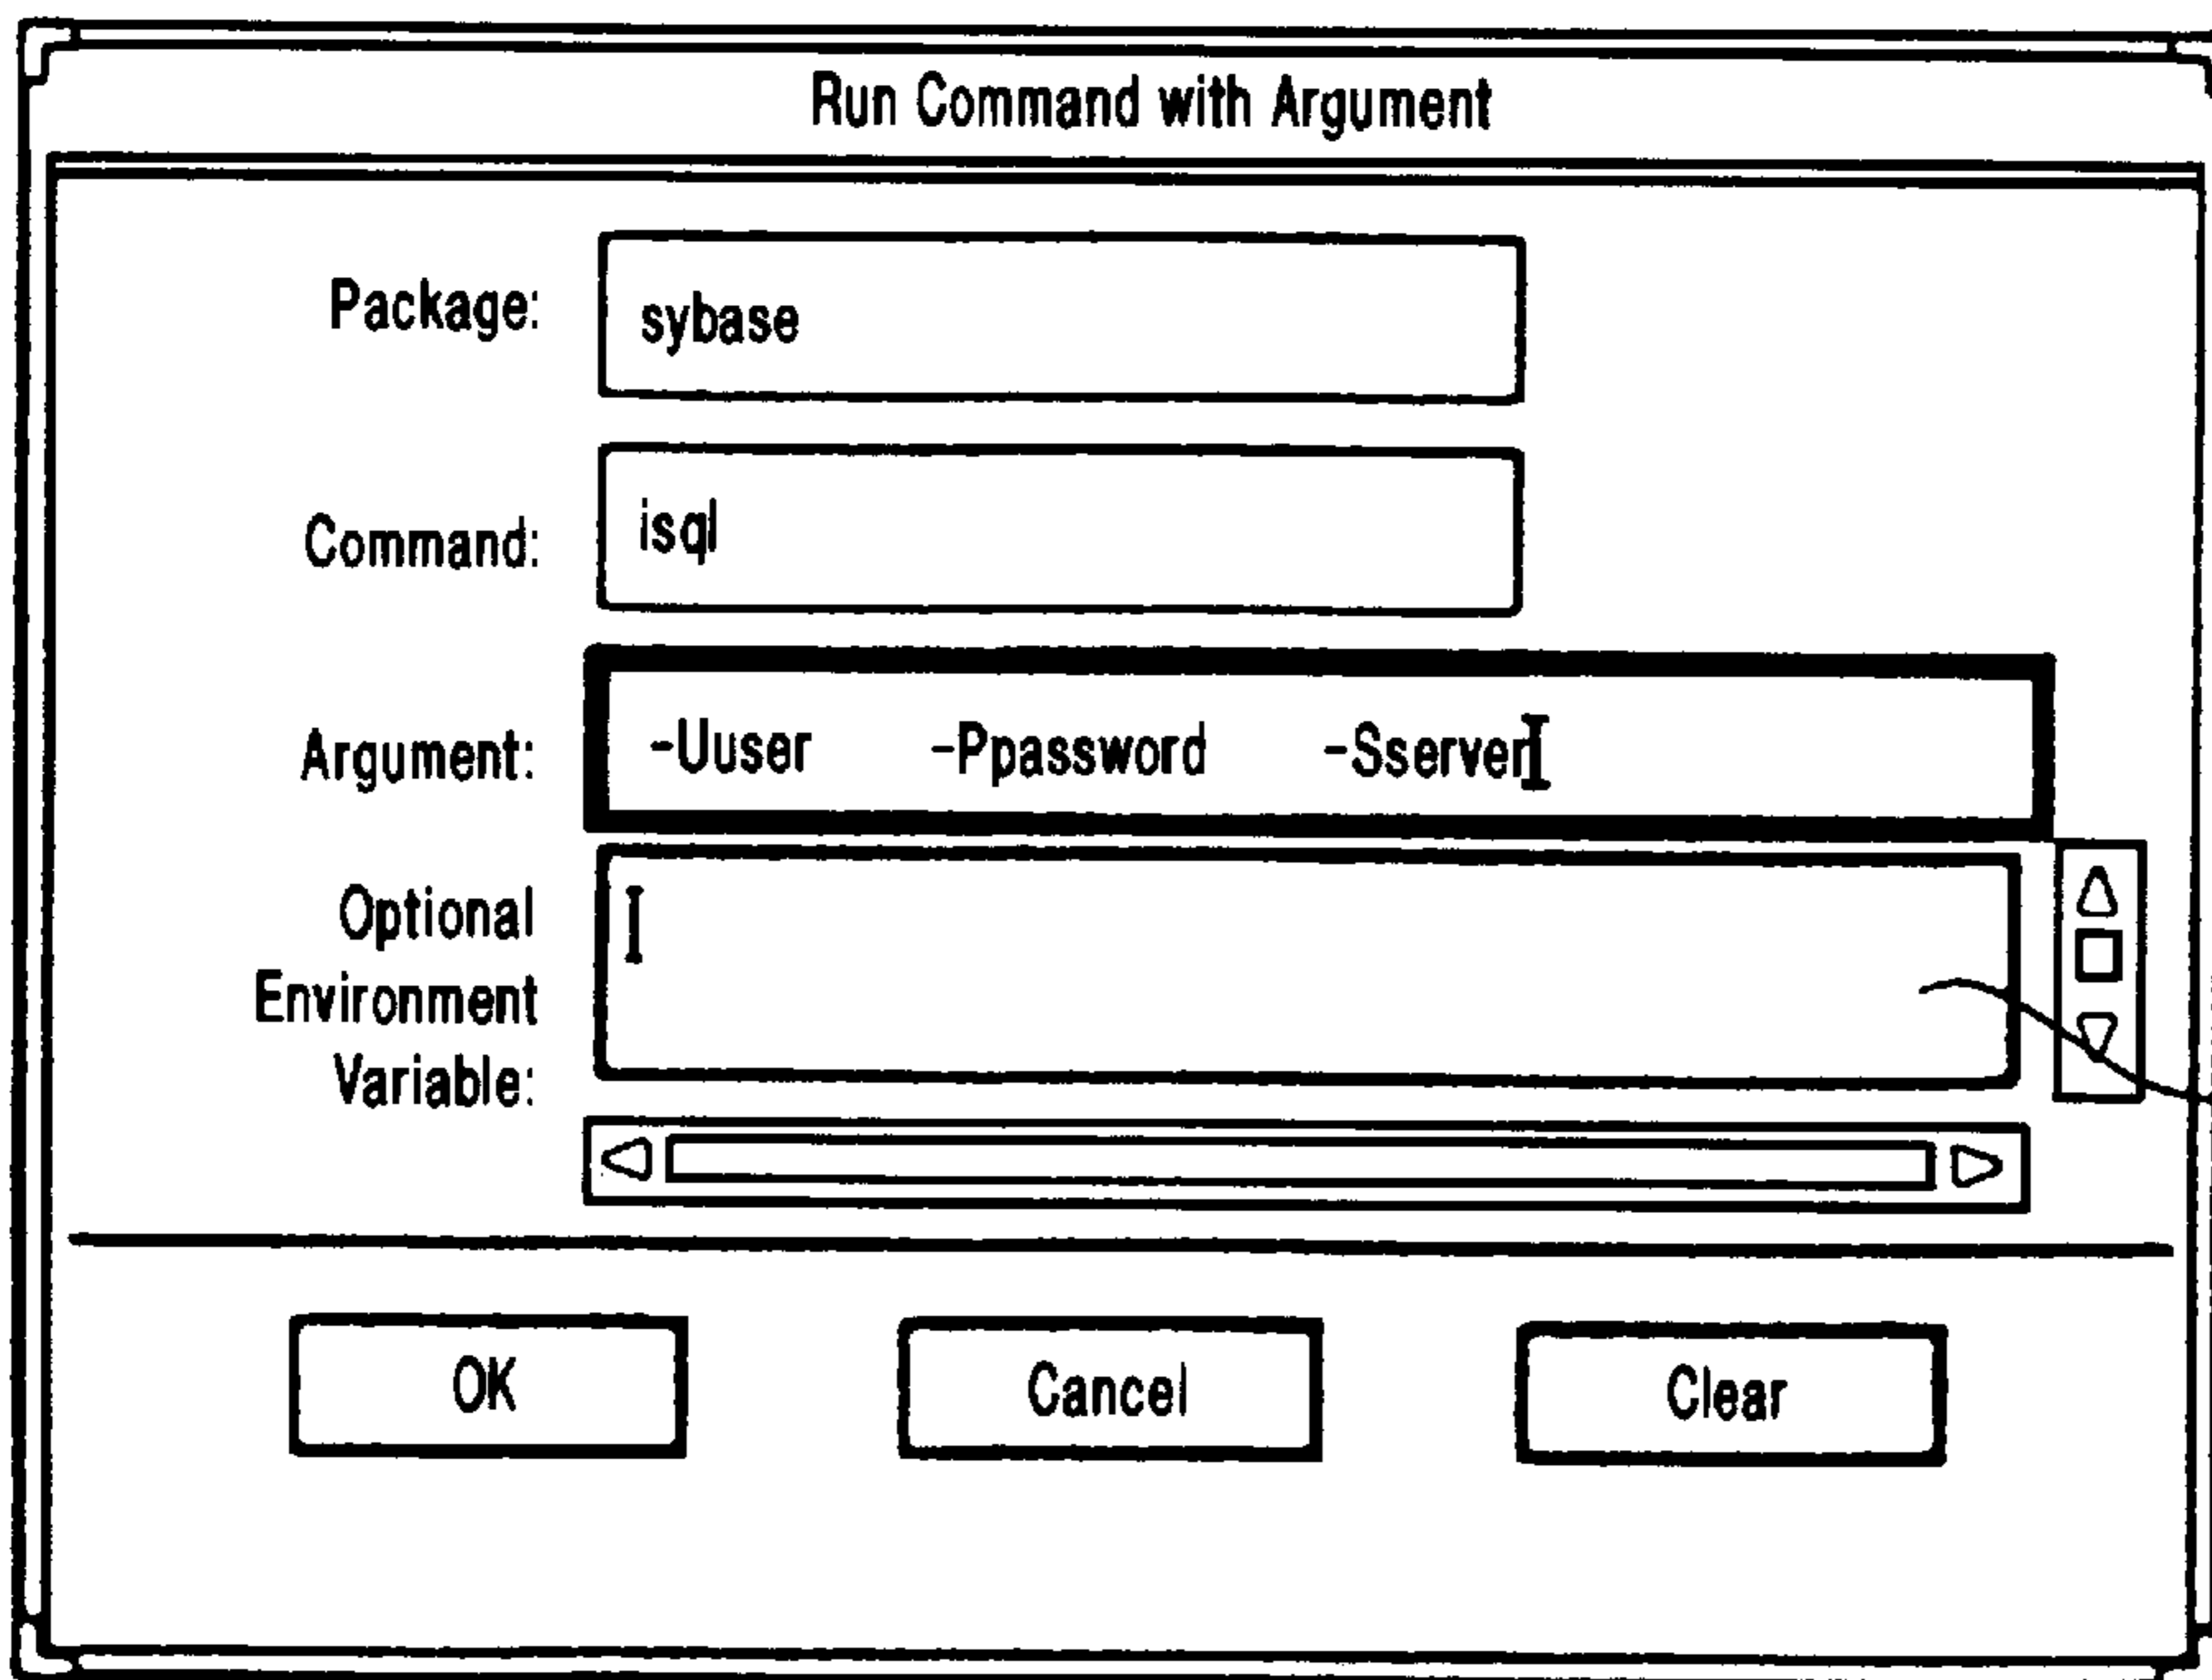 Run Command with Argument
Package: sybase
Command: isql
Argument: -Uuser -Ppassword -Sserver
Optional
Environment
Variable:
OK Cancel Clear